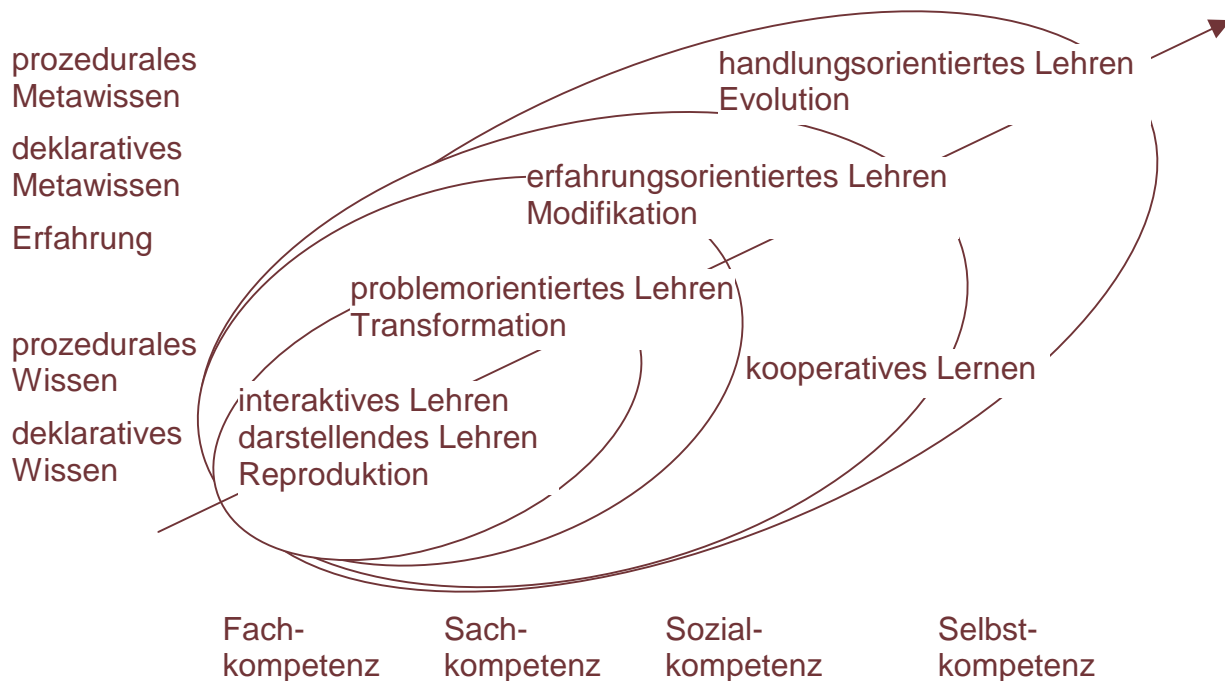 prozedurales
Metawissen
deklaratives
Metawissen
Erfahrung
prozedurales
Wissen
deklaratives
Wissen
handlungsorientiertes Lehren
Evolution
erfahrungsorientiertes Lehren
Modifikation
problemorientiertes Lehren
Transformation
kooperatives Lernen
interaktives Lehren
darstellendes Lehren
Reproduktion
Fach-
kompetenz
Sach-
kompetenz
Sozial-
kompetenz
Selbst-
kompetenz